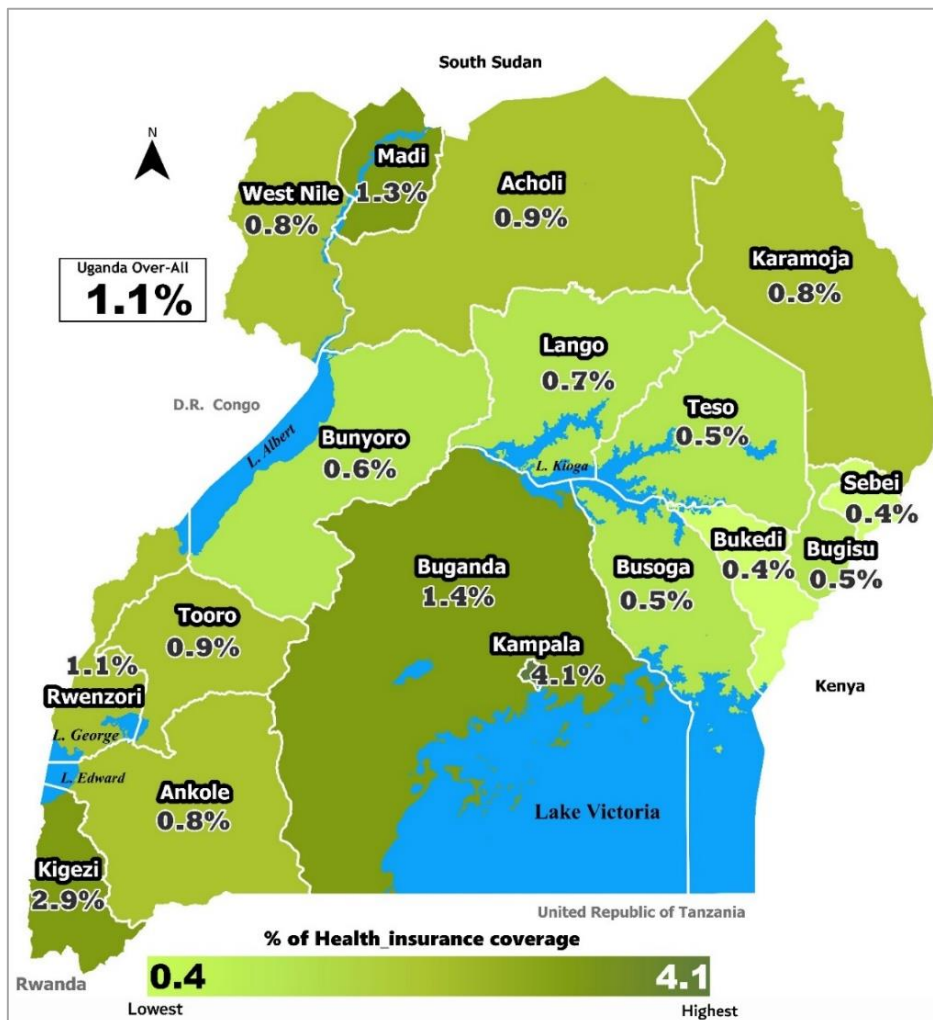 South Sudan
N
Madi
1.3%
West Nile
0.8%
Acholi
0.9%
Karamoja
0.8%
Uganda Over-All
1.1%
Lango
0.7%
Teso
0.5%
D.R. Congo
L. Albert
Bunyoro
0.6%
L. Kioga
Sebei
0.4%
Bukedi
0.4%
Bugisu
0.5%
Buganda
1.4%
Busoga
0.5%
Tooro
0.9%
Kampala
4.1%
1.1%
Rwenzori
Kenya
L. George
L. Edward
Ankole
0.8%
Lake Victoria
Kigezi
2.9%
United Republic of Tanzania
% of Health_insurance coverage
Rwanda
0.4
4.1
Lowest
Highest